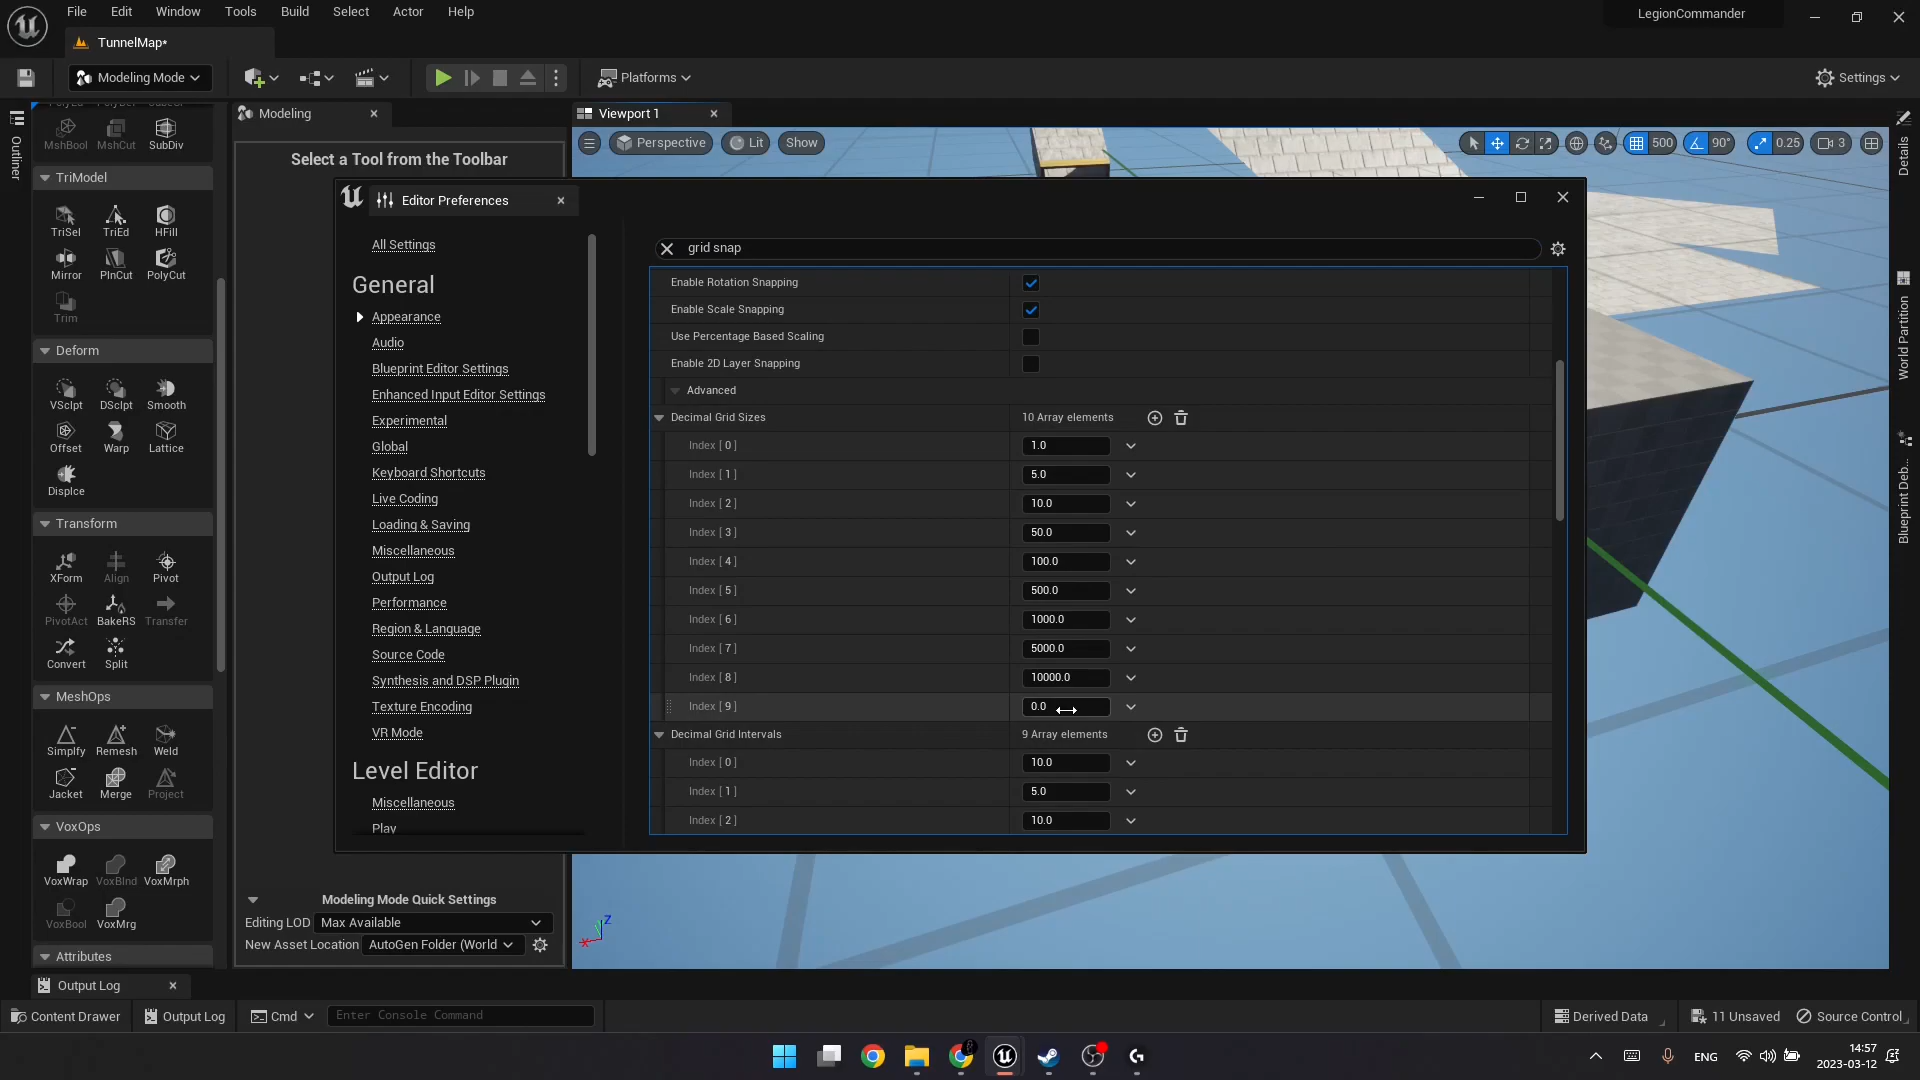 File Edit Window Tools Build Select Actor Help LegionCommander
TunnelMap*
Modeling Mode Platforms Settings
Modeling Viewport 1
Outliner
MshBool MshCut SubDiv
Select a Tool from the Toolbar
Perspective Lit Show 500 90° 0.25 3
Details
World Partition
Blueprint Deb...
TriModel
TriSel TriEd HFill
Mirror PlnCut PolyCut
Trim
Deform
VSclpt DSclpt Smooth
Offset Warp Lattice
Displce
Transform
XForm Align Pivot
PivotAct BakeRS Transfer
Convert Split
MeshOps
Simplfy Remesh Weld
Jacket Merge Project
VoxOps
VoxWrap VoxBlnd VoxMrph
VoxBool VoxMrg
Attributes
Editor Preferences
All Settings
General
Appearance
Audio
Blueprint Editor Settings
Enhanced Input Editor Settings
Experimental
Global
Keyboard Shortcuts
Live Coding
Loading & Saving
Miscellaneous
Output Log
Performance
Region & Language
Source Code
Synthesis and DSP Plugin
Texture Encoding
VR Mode
Level Editor
Miscellaneous
Play
grid snap
Enable Rotation Snapping
Enable Scale Snapping
Use Percentage Based Scaling
Enable 2D Layer Snapping
Advanced
Decimal Grid Sizes 10 Array elements
Index [ 0 ] 1.0
Index [ 1 ] 5.0
Index [ 2 ] 10.0
Index [ 3 ] 50.0
Index [ 4 ] 100.0
Index [ 5 ] 500.0
Index [ 6 ] 1000.0
Index [ 7 ] 5000.0
Index [ 8 ] 10000.0
Index [ 9 ] 0.0
Decimal Grid Intervals 9 Array elements
Index [ 0 ] 10.0
Index [ 1 ] 5.0
Index [ 2 ] 10.0
Modeling Mode Quick Settings
Editing LOD Max Available
New Asset Location AutoGen Folder (World
Z
X
Output Log
Content Drawer Output Log Cmd Enter Console Command Derived Data 11 Unsaved Source Control
ENG 14:57
2023-03-12